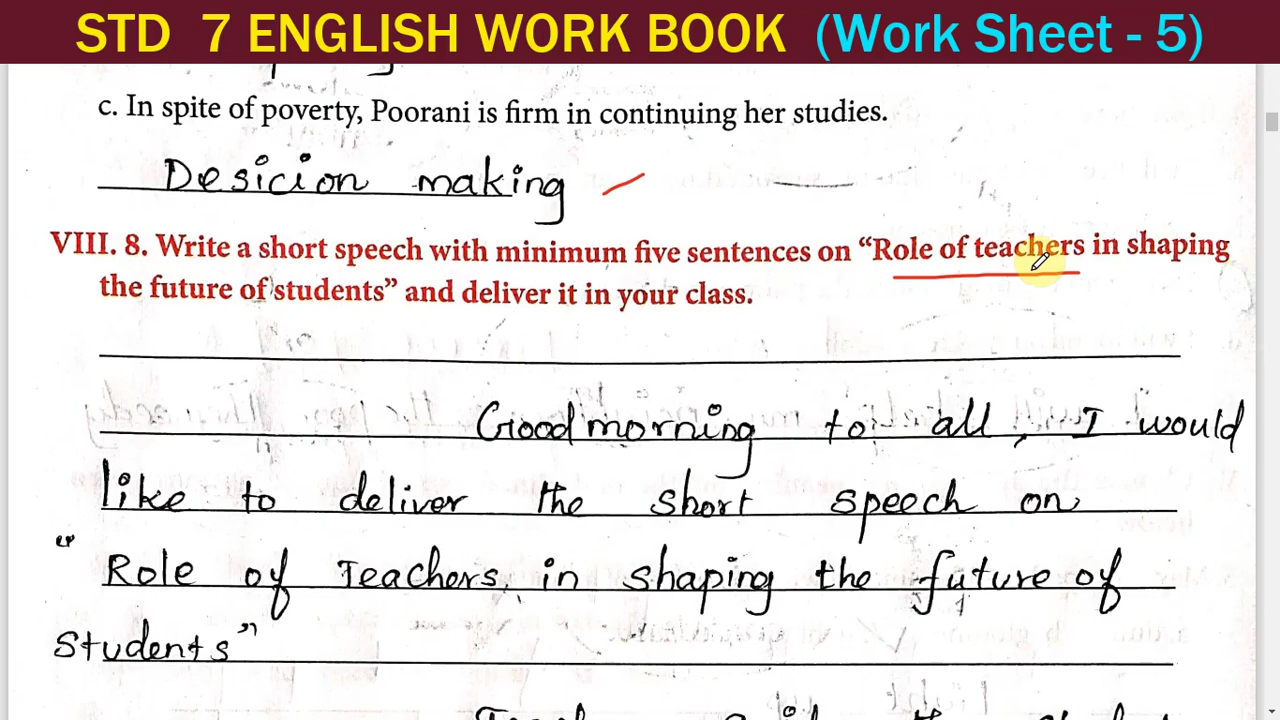 STD 7 ENGLISH WORK BOOK (Work Sheet - 5)
c. In spite of poverty, Poorani is firm in continuing her studies.
Desicion making
VIII. 8. Write a short speech with minimum five sentences on “Role of teachers in shaping
the future of students” and deliver it in your class.
Good morning to all, I would
like to deliver the short speech on
“Role of Teachers, in shaping the future of
Students”